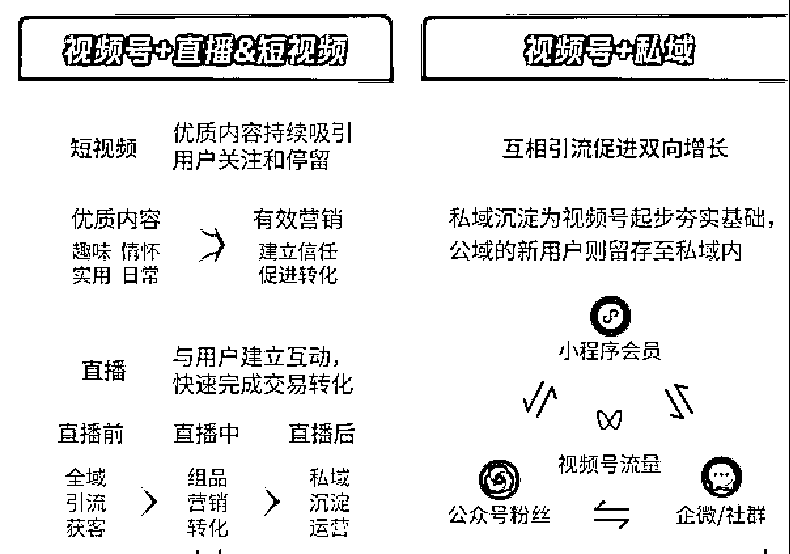 视频号+直播&短视频
短视频
优质内容持续吸引
用户关注和停留
优质内容
趣味 情怀
实用 日常
有效营销
建立信任
促进转化
直播
与用户建立互动，
快速完成交易转化
直播前
全域
引流
获客
直播中
组品
营销
转化
直播后
私域
沉淀
运营
视频号+私域
互相引流促进双向增长
私域沉淀为视频号起步夯实基础，
公域的新用户则留存至私域内
小程序会员
视频号流量
公众号粉丝
企微/社群